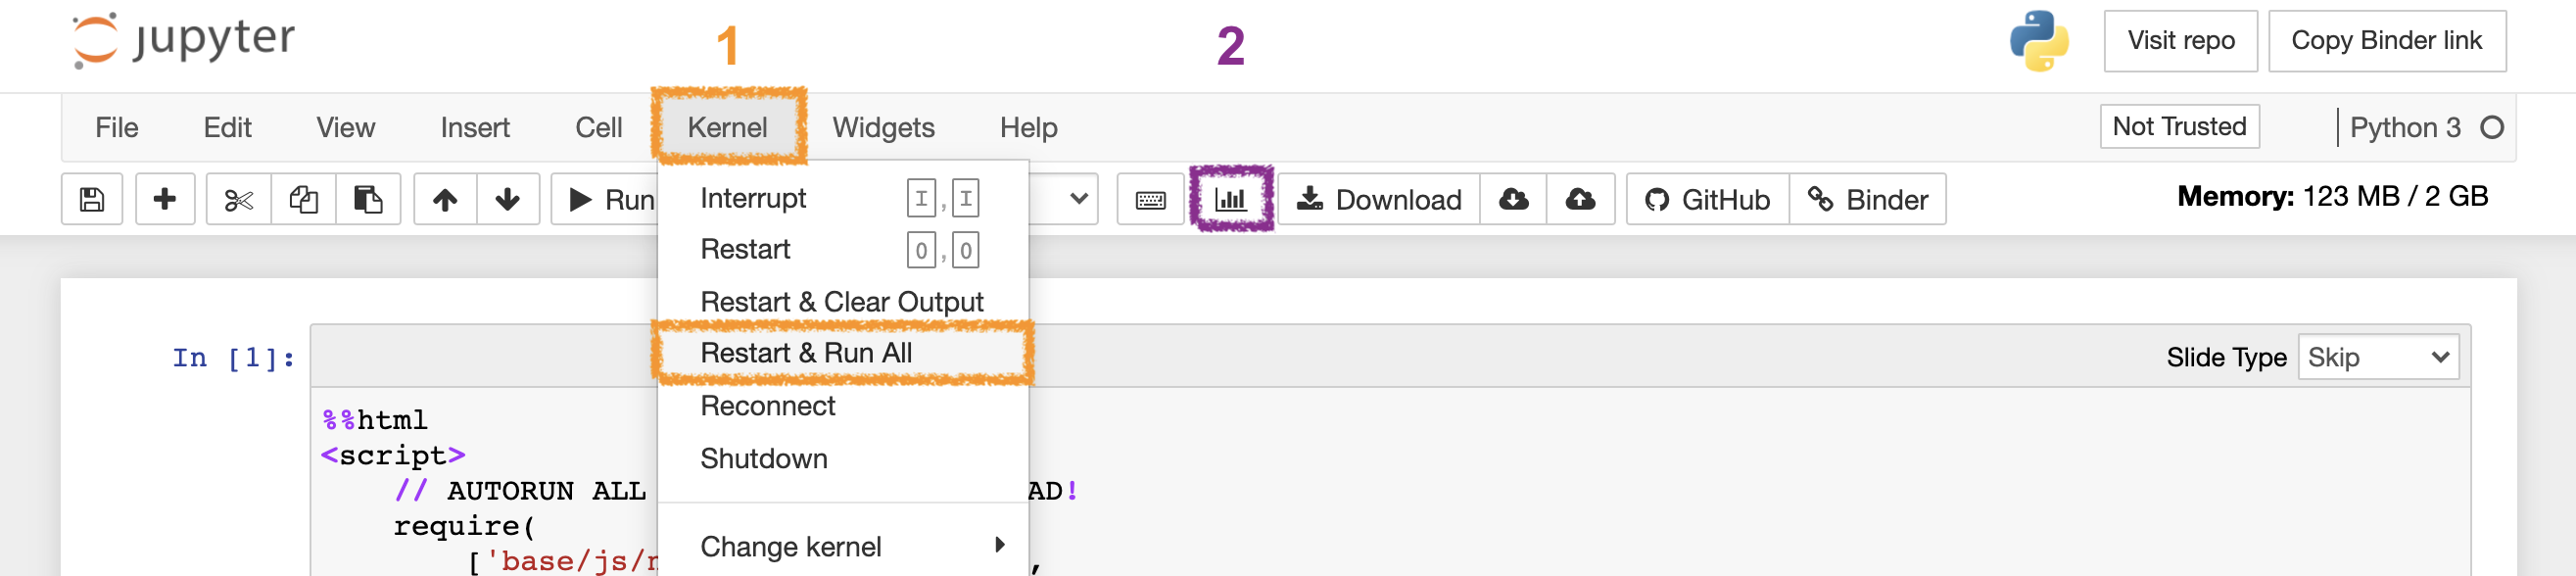 jupyter
1
2
Visit repo
Copy Binder link
File Edit View Insert Cell Kernel Widgets Help
Not Trusted
Python 3
Run
Download
GitHub
Binder
Memory: 123 MB / 2 GB
Interrupt I , I
Restart 0 , 0
Restart & Clear Output
Restart & Run All
Reconnect
Shutdown
Change kernel
In [1]:
Slide Type Skip
%%html
<script>
// AUTORUN ALL AD!
require(
['base/js/ ,